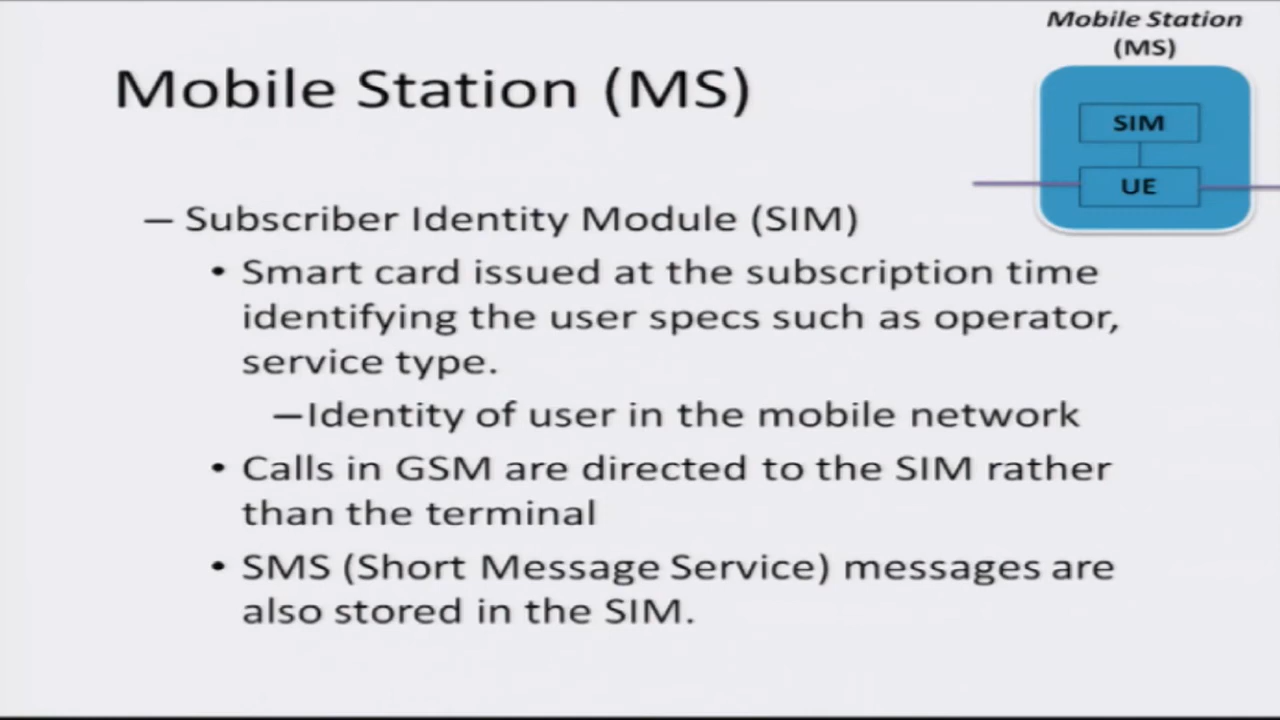 Mobile Station
(MS)
SIM
UE
Mobile Station (MS)
– Subscriber Identity Module (SIM)
• Smart card issued at the subscription time
identifying the user specs such as operator,
service type.
–Identity of user in the mobile network
• Calls in GSM are directed to the SIM rather
than the terminal
• SMS (Short Message Service) messages are
also stored in the SIM.